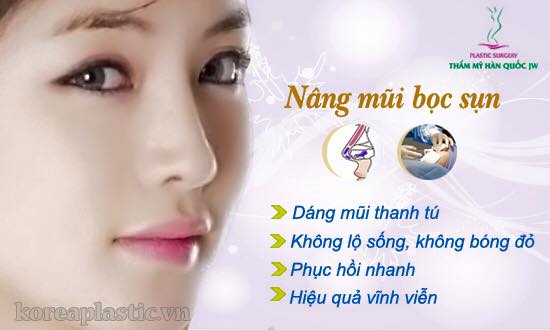 PLASTIC SURGERY
THẨM MỸ HÀN QUỐC JW
Nâng mũi bọc sụn
Dáng mũi thanh tú
Không lộ sống, không bóng đỏ
Phục hồi nhanh
Hiệu quả vĩnh viễn
koreaplastic.vn